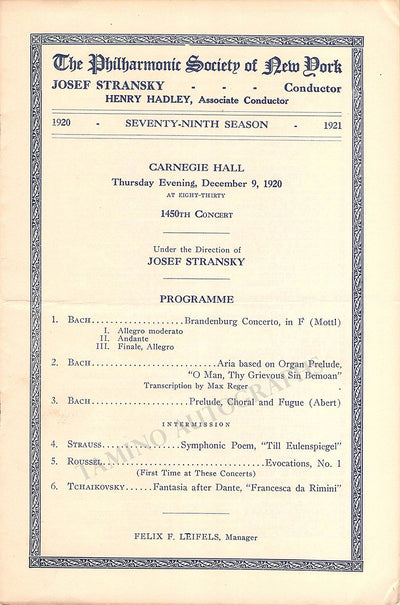 The Philharmonic Society of New York
JOSEF STRANSKY - - - Conductor
HENRY HADLEY, Associate Conductor
1920 - SEVENTY-NINTH SEASON - 1921
CARNEGIE HALL
Thursday Evening, December 9, 1920
AT EIGHT-THIRTY
1450TH CONCERT
Under the Direction of
JOSEF STRANSKY
PROGRAMME
1. BACH...................Brandenburg Concerto, in F (Mottl)
I. Allegro moderato
II. Andante
III. Finale, Allegro
2. BACH.........................Aria based on Organ Prelude,
"O Man, Thy Grievous Sin Bemoan"
Transcription by Max Reger
3. BACH....................Prelude, Choral and Fugue (Abert)
INTERMISSION
4. STRAUSS................Symphonic Poem, "Till Eulenspiegel"
5. ROUSSEL.................................Evocations, No. 1
(First Time at These Concerts)
6. TCHAIKOVSKY......Fantasia after Dante, "Francesca da Rimini"
FELIX F. LEIFELS, Manager
TAMINO AUTOGRAPHS